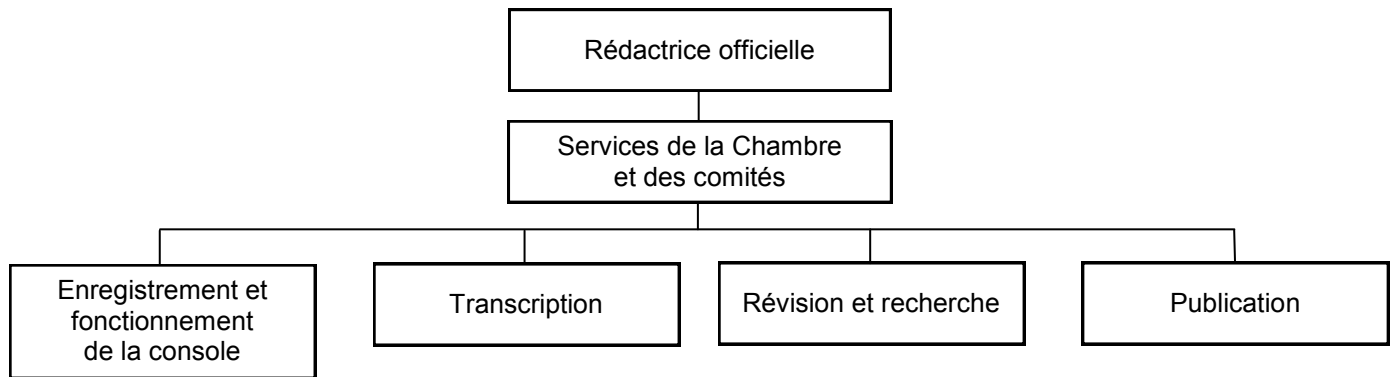 Rédactrice officielle
Services de la Chambre
et des comités
Enregistrement et
fonctionnement
de la console
Transcription
Révision et recherche
Publication